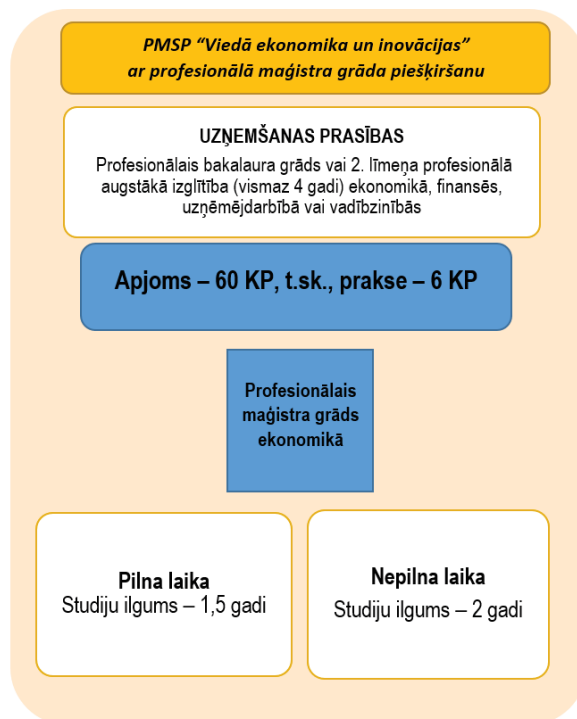 PMSP “Viedā ekonomika un inovācijas”
ar profesionālā maģistra grāda piešķiršanu
UZŅEMŠANAS PRASĪBAS
Profesionālais bakalaura grāds vai 2. līmeņa profesionālā
augstākā izglītība (vismaz 4 gadi) ekonomikā, finansēs,
uzņēmējdarbībā vai vadībzinībās
Apjoms – 60 KP, t.sk., prakse – 6 KP
Profesionālais
maģistra grāds
ekonomikā
Pilna laika
Studiju ilgums – 1,5 gadi
Nepilna laika
Studiju ilgums – 2 gadi